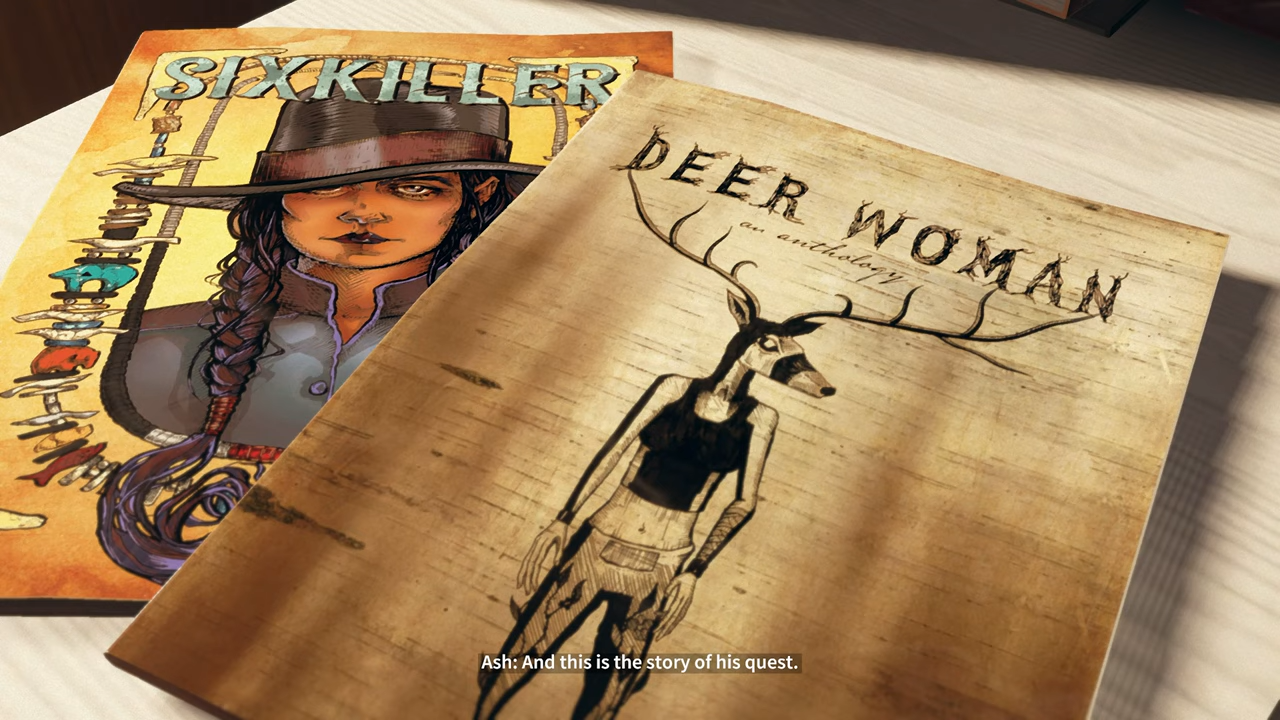 SIXKILLER
DEER WOMAN
an anthology
Ash: And this is the story of his quest.